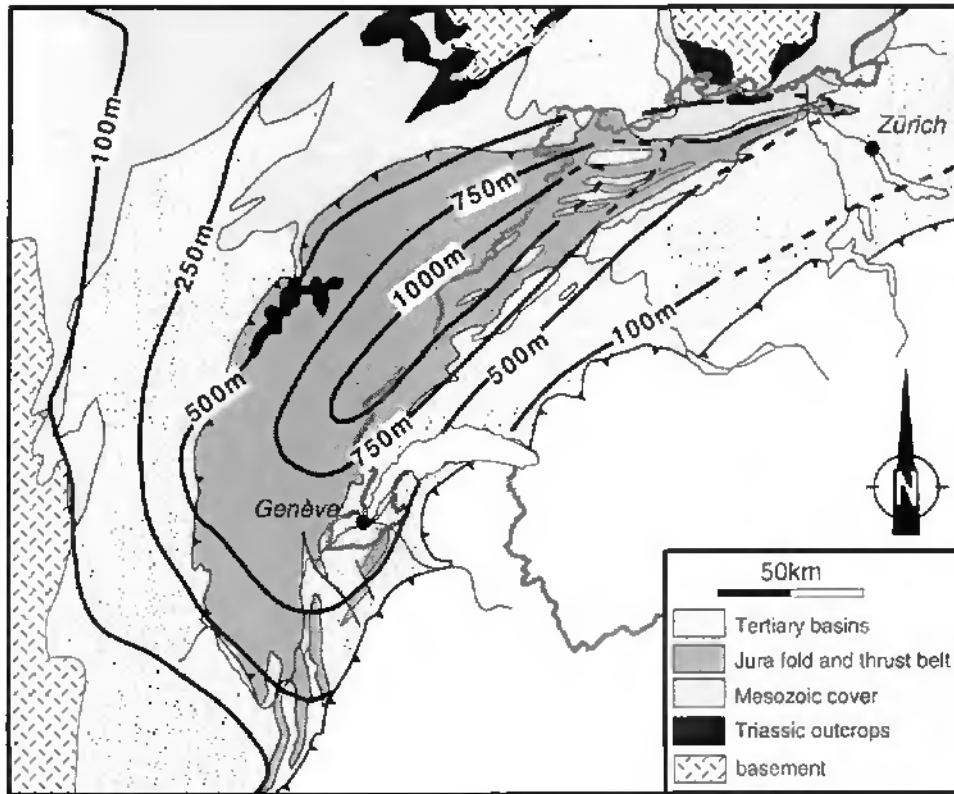 100m
Zürich
750m
250m
1000m
100m
500m
500m
750m
Genève
N
50km
Tertiary basins
Jura fold and thrust belt
Mesozoic cover
Triassic outcrops
basement